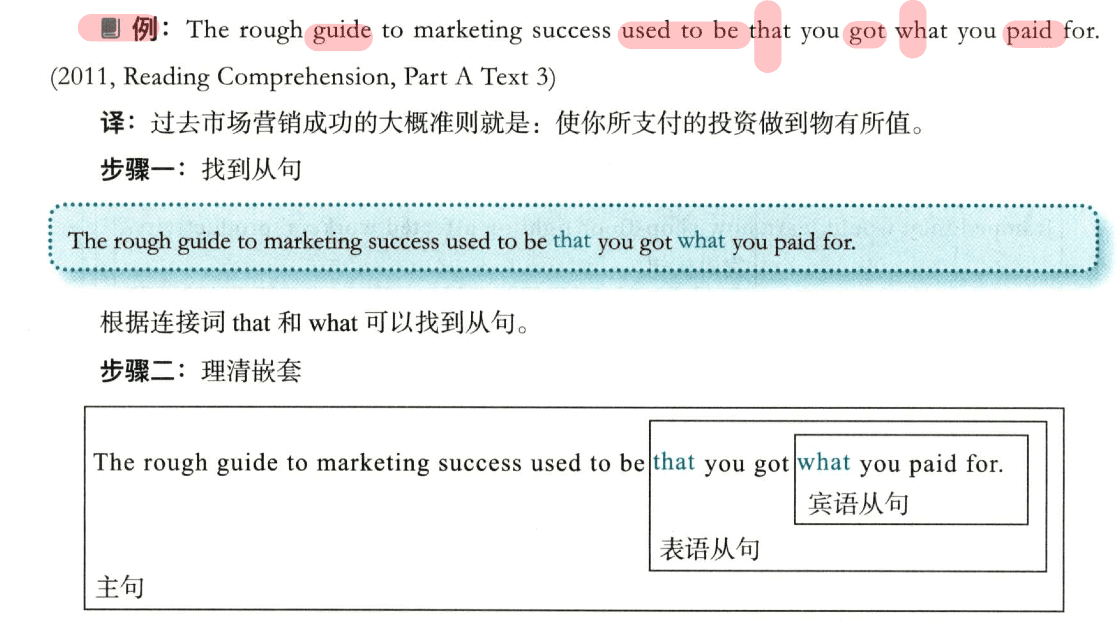 例：The rough guide to marketing success used to be that you got what you paid for.
(2011, Reading Comprehension, Part A Text 3)
译：过去市场营销成功的大概准则就是：使你所支付的投资做到物有所值。
步骤一：找到从句
The rough guide to marketing success used to be that you got what you paid for.
根据连接词 that 和 what 可以找到从句。
步骤二：理清嵌套
The rough guide to marketing success used to be that you got what you paid for.
宾语从句
表语从句
主句